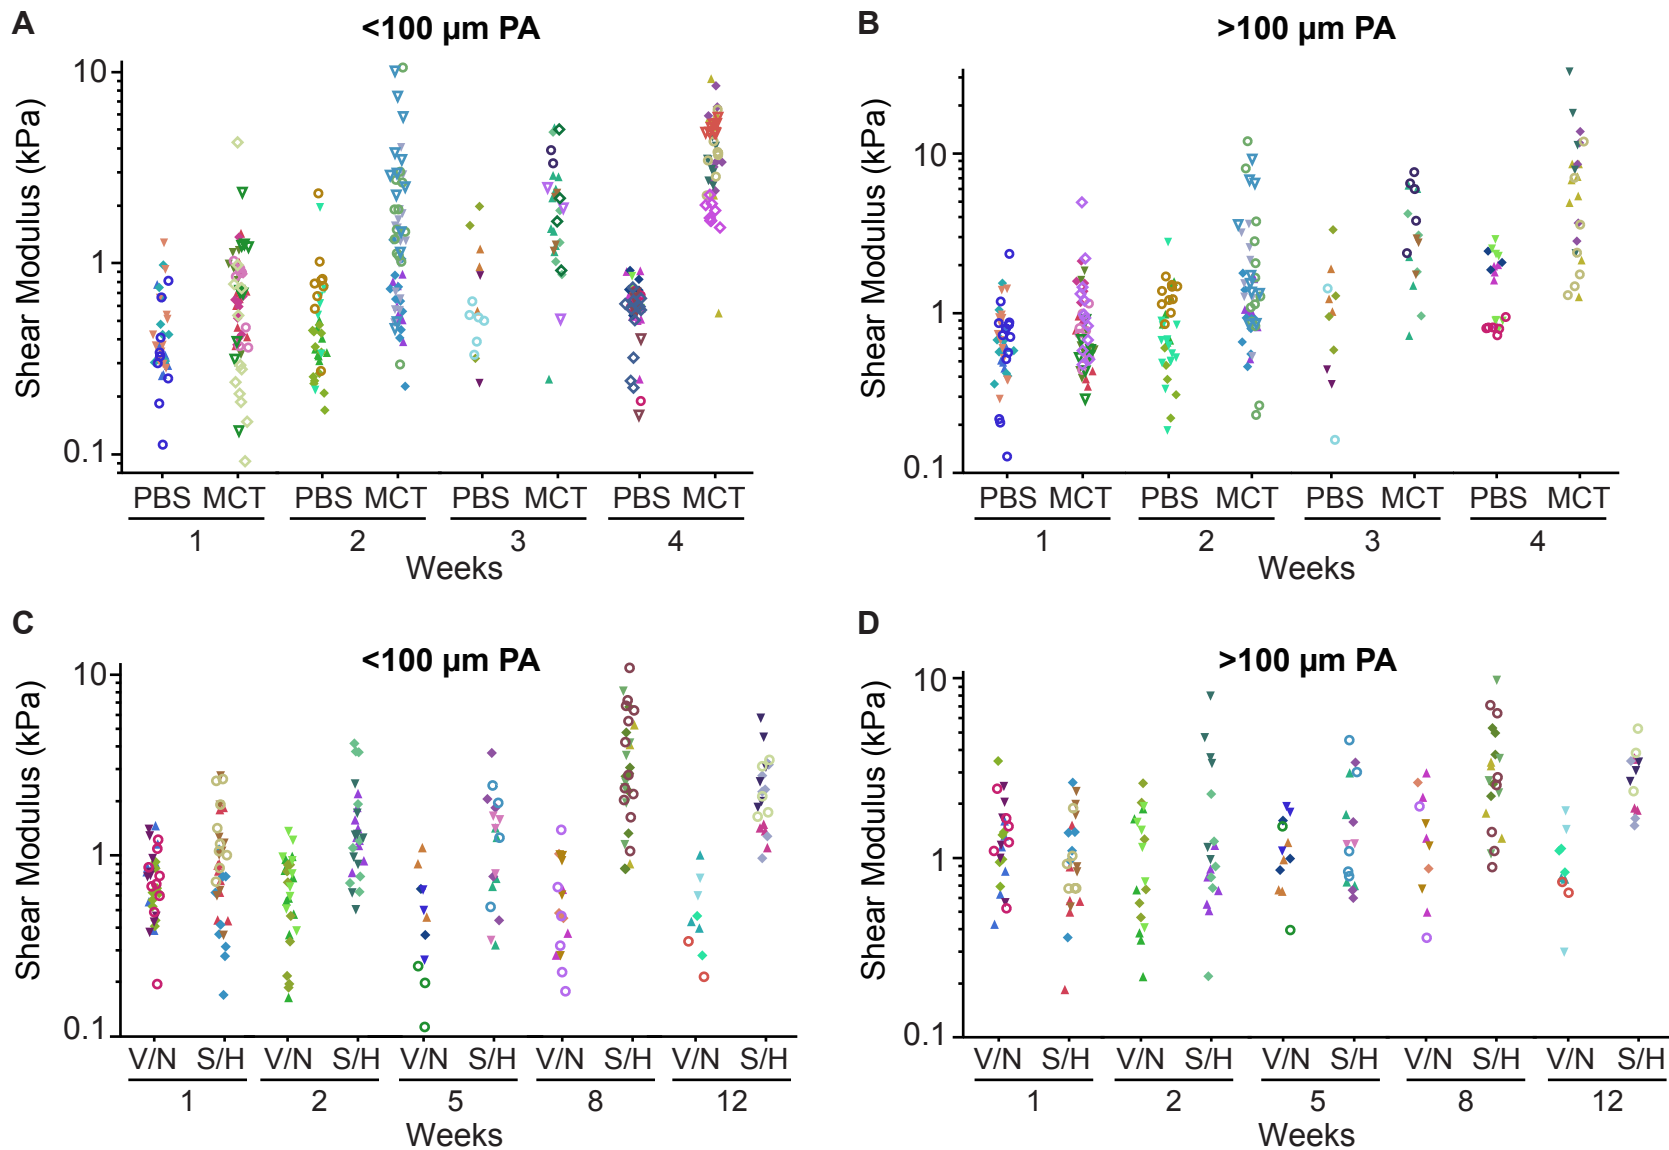 A
<100 µm PA
Shear Modulus (kPa)
10
1
0.1
PBS MCT PBS MCT PBS MCT PBS MCT
1 2 3 4
Weeks
B
>100 µm PA
Shear Modulus (kPa)
10
1
0.1
PBS MCT PBS MCT PBS MCT PBS MCT
1 2 3 4
Weeks
C
<100 µm PA
Shear Modulus (kPa)
10
1
0.1
V/N S/H V/N S/H V/N S/H V/N S/H V/N S/H
1 2 5 8 12
Weeks
D
>100 µm PA
Shear Modulus (kPa)
10
1
0.1
V/N S/H V/N S/H V/N S/H V/N S/H V/N S/H
1 2 5 8 12
Weeks